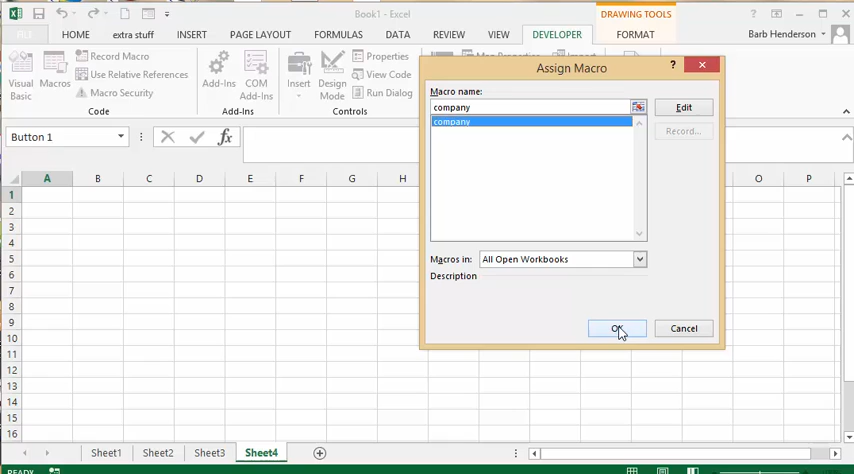 Book1 - Excel
DRAWING TOOLS
FILE HOME extra stuff INSERT PAGE LAYOUT FORMULAS DATA REVIEW VIEW DEVELOPER FORMAT Barb Henderson
Visual Basic
Macros
Record Macro
Use Relative References
Macro Security
Code
Add-Ins
COM Add-Ins
Add-Ins
Insert
Design Mode
Properties
View Code
Run Dialog
Controls
Map Properties
Import
Assign Macro
?
Macro name:
company
Edit
company
Record...
Macros in: All Open Workbooks
Description
OK Cancel
Button 1
fx
A B C D E F G H O P
1
2
3
4
5
6
7
8
9
10
11
12
13
14
15
16
Sheet1 Sheet2 Sheet3 Sheet4
READY